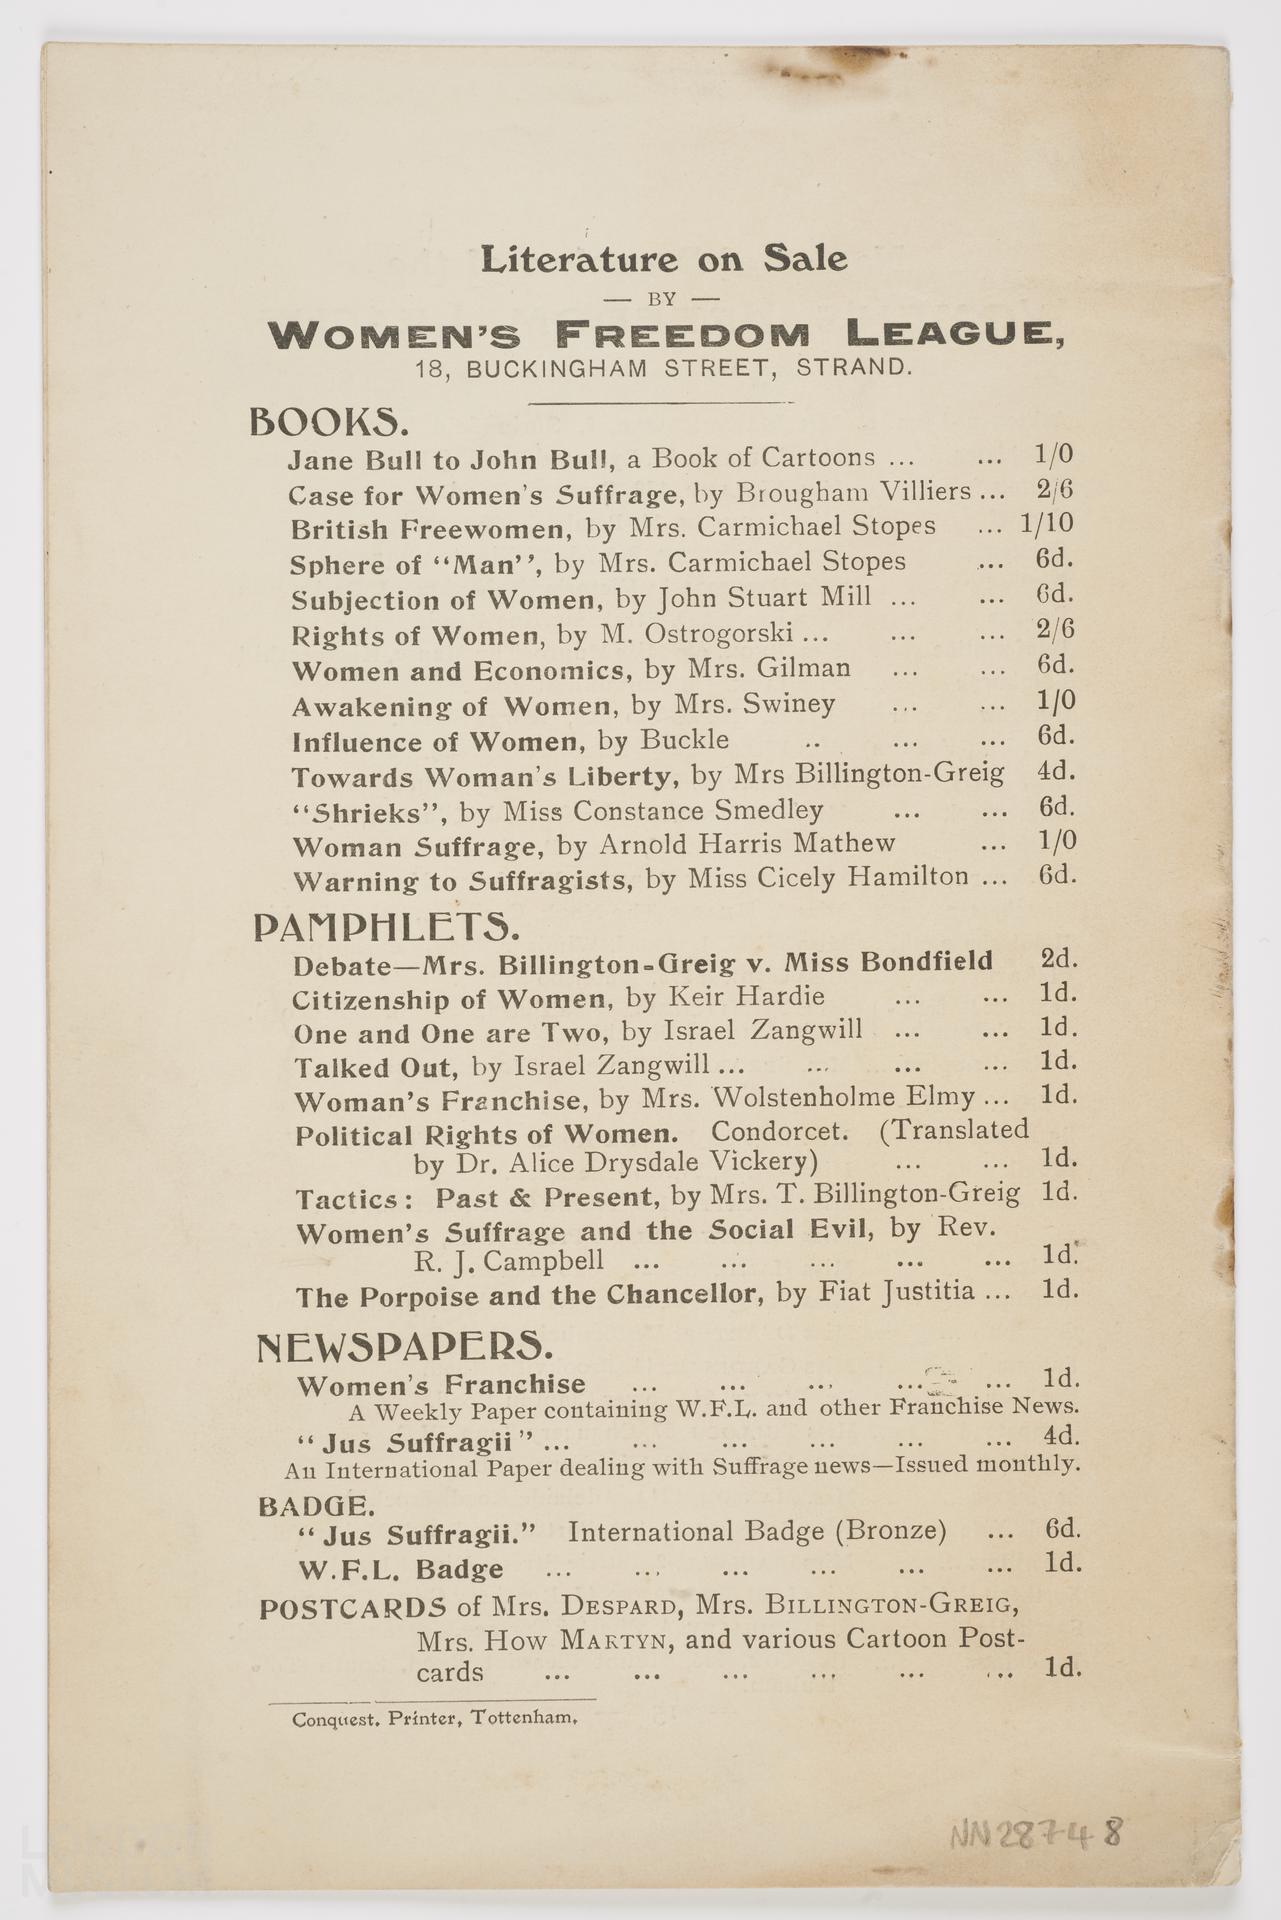 Literature on Sale
— BY —
WOMEN'S FREEDOM LEAGUE,
18, BUCKINGHAM STREET, STRAND.
BOOKS.
Jane Bull to John Bull, a Book of Cartoons ... ... 1/0
Case for Women's Suffrage, by Brougham Villiers ... 2/6
British Freewomen, by Mrs. Carmichael Stopes ... 1/10
Sphere of "Man", by Mrs. Carmichael Stopes ... 6d.
Subjection of Women, by John Stuart Mill ... ... 6d.
Rights of Women, by M. Ostrogorski ... ... ... 2/6
Women and Economics, by Mrs. Gilman ... ... 6d.
Awakening of Women, by Mrs. Swiney ... ... 1/0
Influence of Women, by Buckle .. ... ... 6d.
Towards Woman's Liberty, by Mrs Billington-Greig 4d.
"Shrieks", by Miss Constance Smedley ... ... 6d.
Woman Suffrage, by Arnold Harris Mathew ... 1/0
Warning to Suffragists, by Miss Cicely Hamilton ... 6d.
PAMPHLETS.
Debate—Mrs. Billington-Greig v. Miss Bondfield 2d.
Citizenship of Women, by Keir Hardie ... ... 1d.
One and One are Two, by Israel Zangwill ... ... 1d.
Talked Out, by Israel Zangwill ... ... ... ... 1d.
Woman's Franchise, by Mrs. Wolstenholme Elmy ... 1d.
Political Rights of Women. Condorcet. (Translated
by Dr. Alice Drysdale Vickery) ... ... 1d.
Tactics: Past & Present, by Mrs. T. Billington-Greig 1d.
Women's Suffrage and the Social Evil, by Rev.
R. J. Campbell ... ... ... ... ... 1d.
The Porpoise and the Chancellor, by Fiat Justitia ... 1d.
NEWSPAPERS.
Women's Franchise ... ... ... ... ... 1d.
A Weekly Paper containing W.F.L. and other Franchise News.
"Jus Suffragii" ... ... ... ... ... ... 4d.
An International Paper dealing with Suffrage news—Issued monthly.
BADGE.
"Jus Suffragii." International Badge (Bronze) ... 6d.
W.F.L. Badge ... ... ... ... ... ... 1d.
POSTCARDS of Mrs. DESPARD, Mrs. BILLINGTON-GREIG,
Mrs. How MARTYN, and various Cartoon Post-
cards ... ... ... ... ... ... 1d.
Conquest, Printer, Tottenham.
NN28748
LONDON
MUSEUM